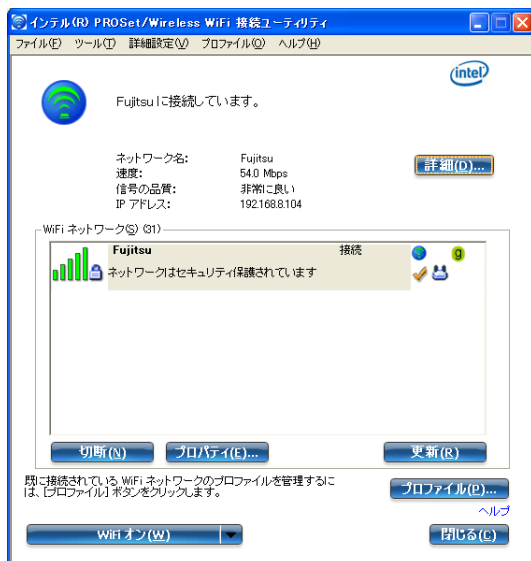 インテル(R) PROSet/Wireless WiFi 接続ユーティリティ
ファイル(F) ツール(T) 詳細設定(V) プロファイル(O) ヘルプ(H)
intel
Fujitsu に接続しています。
ネットワーク名: Fujitsu
速度: 54.0 Mbps
詳細(D)...
信号の品質: 非常に良い
IP アドレス: 192.168.8.104
WiFi ネットワーク(S) (31)
Fujitsu 接続 g
ネットワークはセキュリティ保護されています
切断(N) プロパティ(E)... 更新(R)
既に接続されている WiFi ネットワークのプロファイルを管理するに
は、[プロファイル] ボタンをクリックします。
プロファイル(P)...
ヘルプ
WiFi オン(W) 閉じる(C)